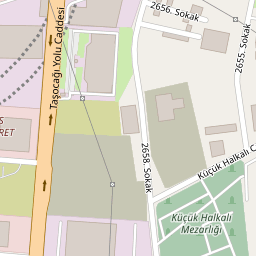 2656. Sokak
Taşocağı Yolu Caddesi
2655. Sokak
S
RET
2658. Sokak
Küçük Halkalı C
Küçük Halkalı
Mezarlığı